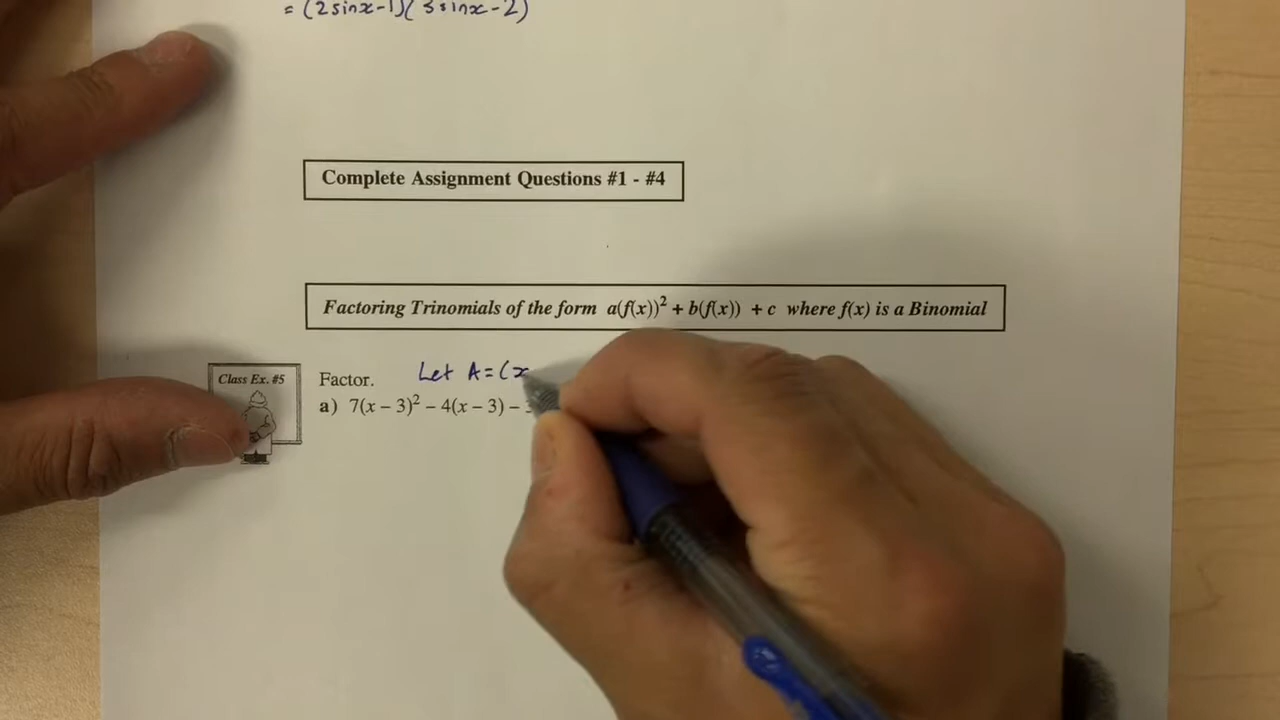 = (2sinx-1)(3sinx-2)
Complete Assignment Questions #1 - #4
Factoring Trinomials of the form a(f(x))² + b(f(x)) + c where f(x) is a Binomial
Class Ex. #5
Factor. Let A=(x
a) 7(x – 3)² – 4(x – 3) –